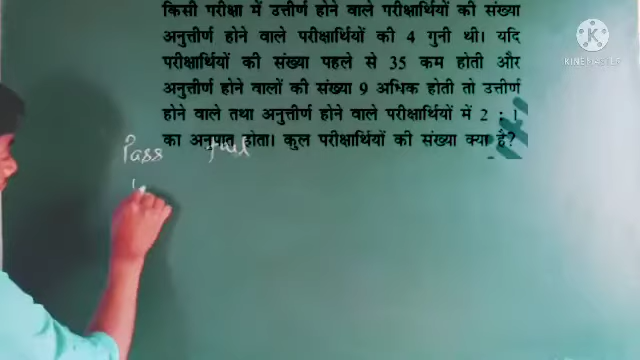 किसी परीक्षा में उत्तीर्ण होने वाले परीक्षार्थियों की संख्या
अनुत्तीर्ण होने वाले परीक्षार्थियों की 4 गुनी थी। यदि
परीक्षार्थियों की संख्या पहले से 35 कम होती और
अनुत्तीर्ण होने वालों की संख्या 9 अधिक होती तो उत्तीर्ण
होने वाले तथा अनुत्तीर्ण होने वाले परीक्षार्थियों में 2 : 1
का अनुपात होता। कुल परीक्षार्थियों की संख्या क्या है?
Pass Fail
KINEMASTER